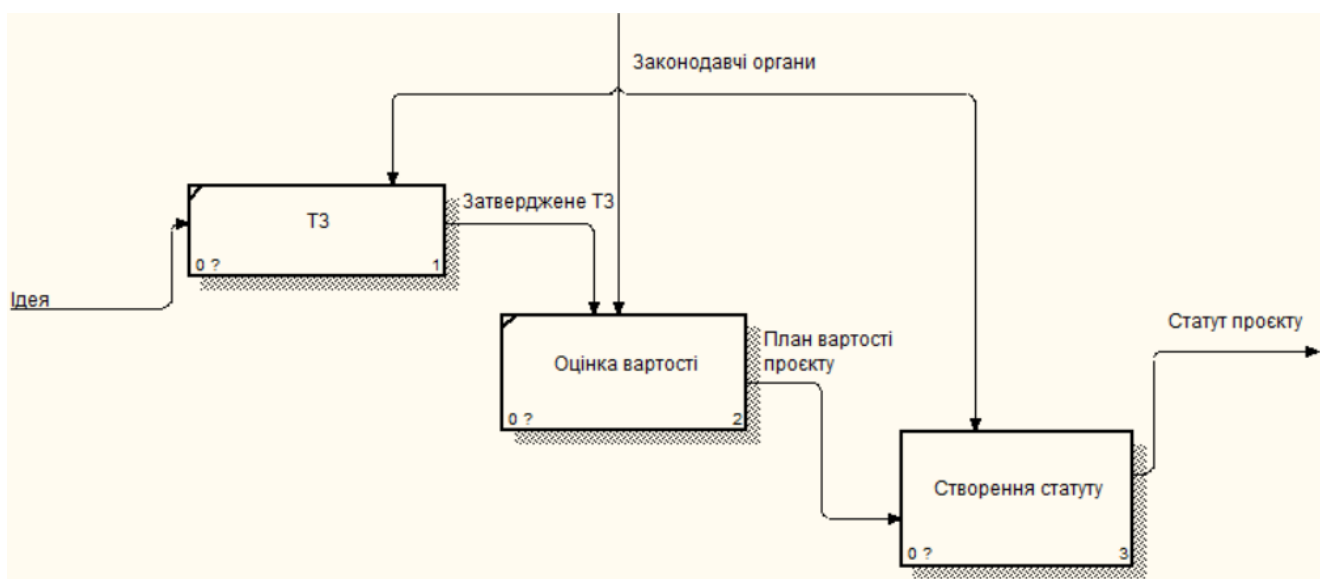 Законодавчі органи
ТЗ
Затверджене ТЗ
0 ?
1
Ідея
Оцінка вартості
План вартості
проєкту
0 ?
2
Статут проєкту
Створення статуту
0 ?
3